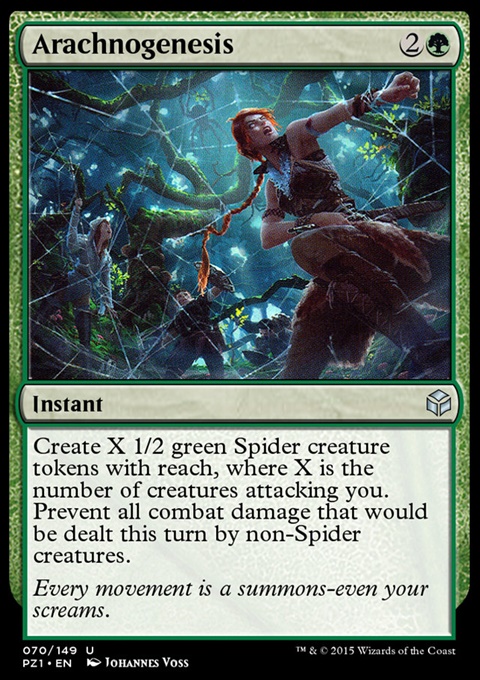 Arachnogenesis 2
Instant
Create X 1/2 green Spider creature
tokens with reach, where X is the
number of creatures attacking you.
Prevent all combat damage that would
be dealt this turn by non-Spider
creatures.
Every movement is a summons-even your
screams.
070/149 U
PZ1 • EN Johannes Voss
™ & © 2015 Wizards of the Coast